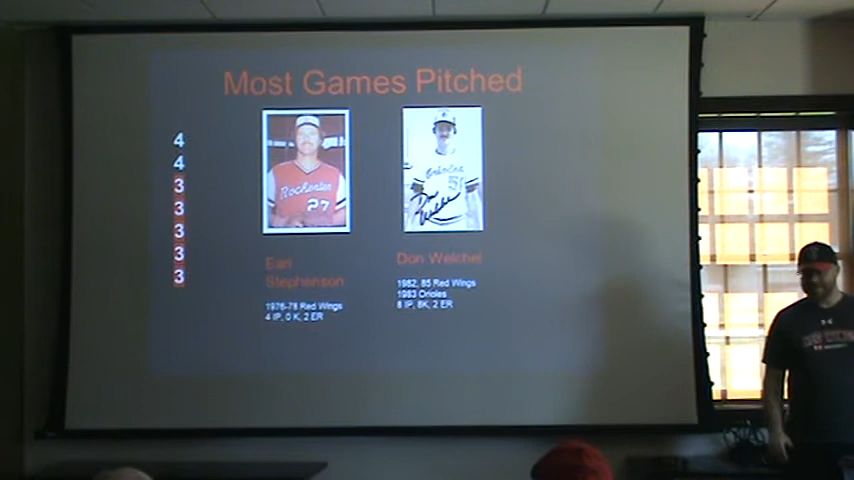 Most Games Pitched
4
4
3
3
3
3
3
Rochester
27
Orioles
Earl
Stephenson
1976-78 Red Wings
4 IP, 0 K, 2 ER
Don Welchel
1982, 85 Red Wings
1983 Orioles
8 IP, 8K, 2 ER